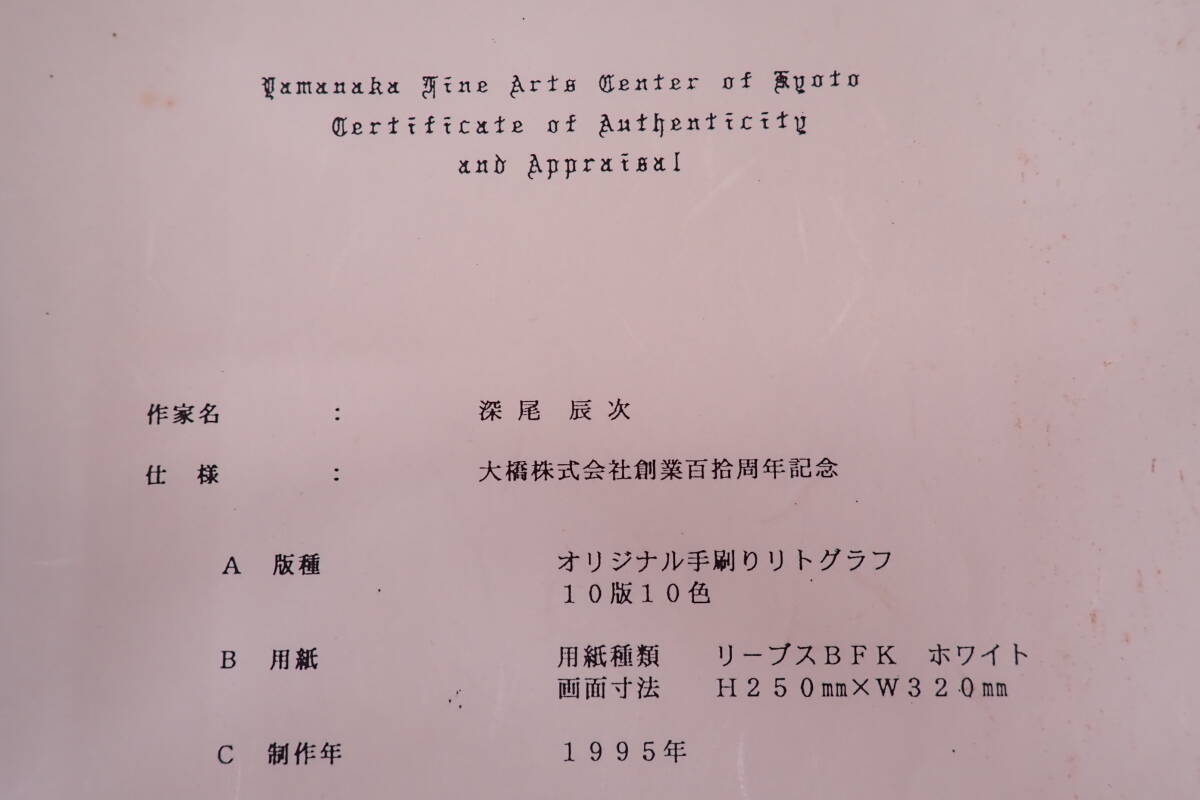 Yamanaka Fine Arts Center of Kyoto
Certificate of Authenticity
and Appraisal
作家名 : 深尾 辰次
仕様 : 大橋株式会社創業百拾周年記念
A 版種 オリジナル手刷りリトグラフ
10版10色
B 用紙 用紙種類 リーブスBFK ホワイト
画面寸法 H250㎜×W320㎜
C 制作年 1995年